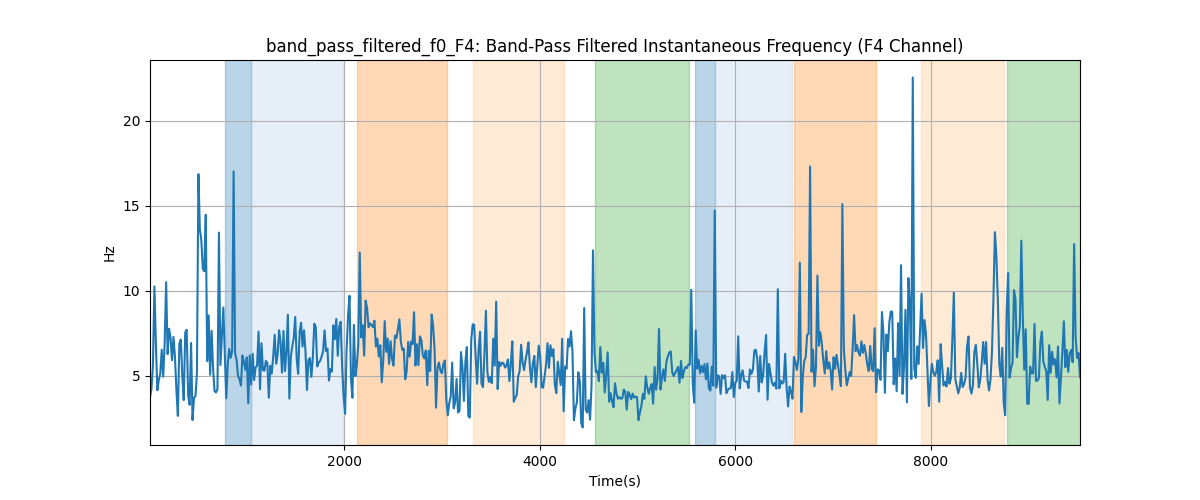 band_pass_filtered_f0_F4: Band-Pass Filtered Instantaneous Frequency (F4 Channel)
20
15
10
5
Hz
2000 4000 6000 8000
Time(s)